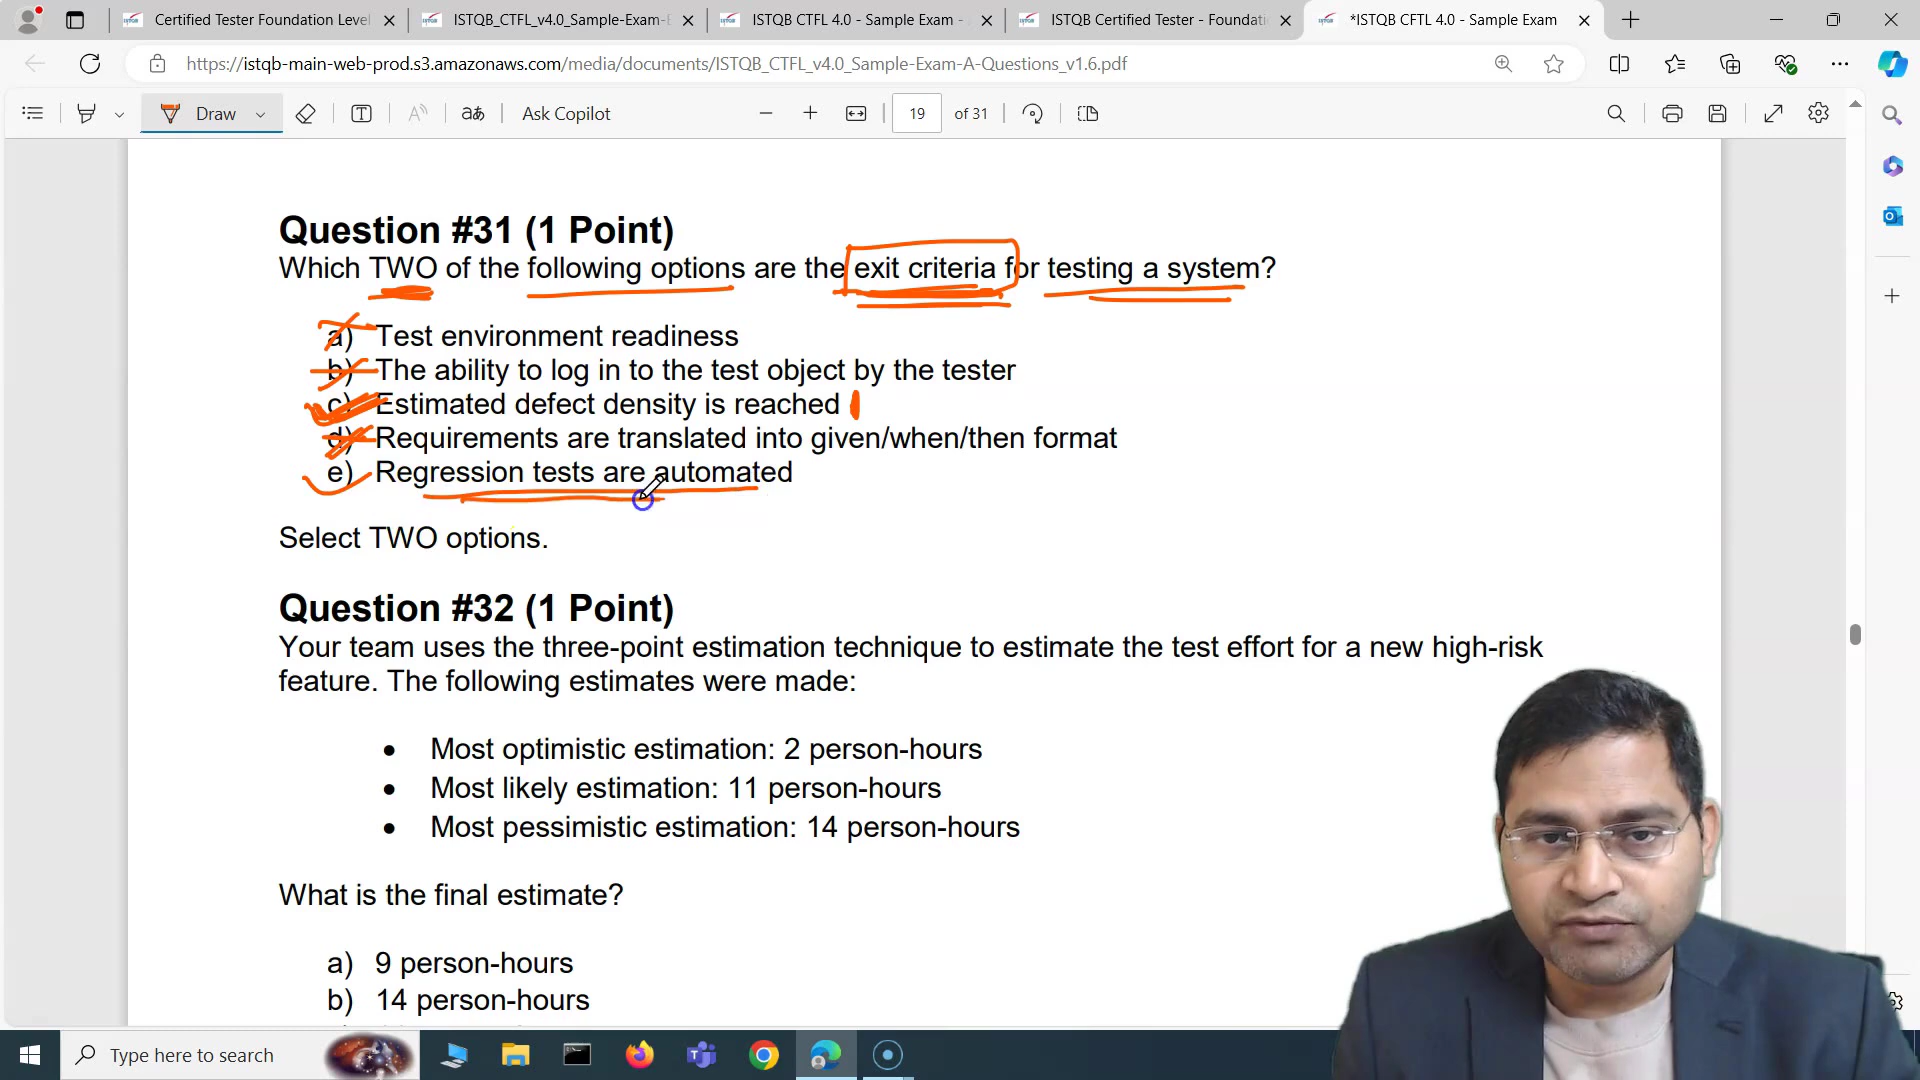 Certified Tester Foundation Level
ISTQB_CTFL_v4.0_Sample-Exam-E
ISTQB CTFL 4.0 - Sample Exam -
ISTQB Certified Tester - Foundati
*ISTQB CFTL 4.0 - Sample Exam
https://istqb-main-web-prod.s3.amazonaws.com/media/documents/ISTQB_CTFL_v4.0_Sample-Exam-A-Questions_v1.6.pdf
Draw
Ask Copilot
19 of 31
Question #31 (1 Point)
Which TWO of the following options are the exit criteria for testing a system?
a) Test environment readiness
b) The ability to log in to the test object by the tester
c) Estimated defect density is reached
d) Requirements are translated into given/when/then format
e) Regression tests are automated
Select TWO options.
Question #32 (1 Point)
Your team uses the three-point estimation technique to estimate the test effort for a new high-risk
feature. The following estimates were made:
• Most optimistic estimation: 2 person-hours
• Most likely estimation: 11 person-hours
• Most pessimistic estimation: 14 person-hours
What is the final estimate?
a) 9 person-hours
b) 14 person-hours
Type here to search